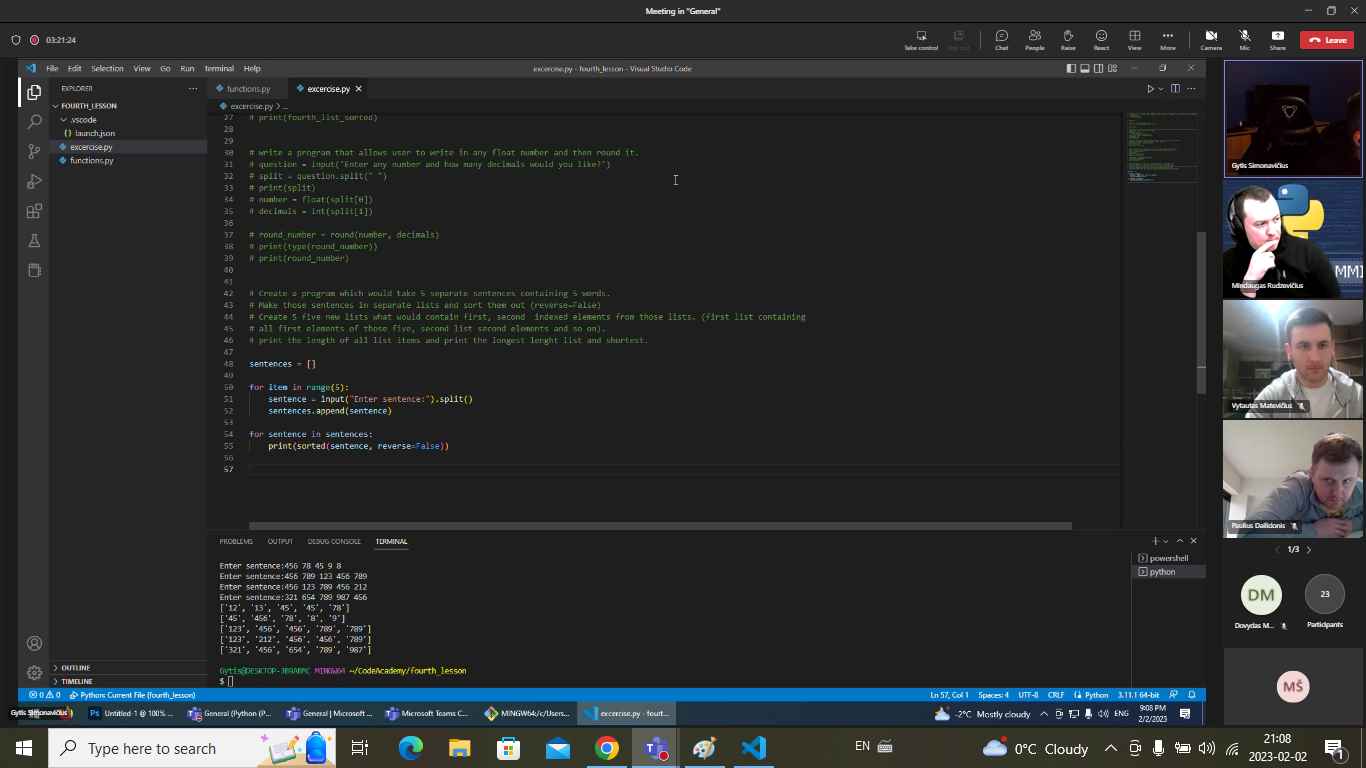 Meeting in "General"
03:21:24
Take control
Pop out
Chat
People
Raise
React
View
More
Camera
Mic
Share
Leave
File Edit Selection View Go Run Terminal Help
excercise.py - fourth_lesson - Visual Studio Code
EXPLORER
FOURTH_LESSON
.vscode
launch.json
excercise.py
functions.py
OUTLINE
TIMELINE
functions.py
excercise.py
excercise.py > ...
27 # print(fourth_list_sorted)
28
29
30 # write a program that allows user to write in any float number and then round it.
31 # question = input('Enter any number and how many decimals would you like?')
32 # split = question.split(" ")
33 # print(split)
34 # number = float(split[0])
35 # decimals = int(split[1])
36
37 # round_number = round(number, decimals)
38 # print(type(round_number))
39 # print(round_number)
40
41
42 # Create a program which would take 5 separate sentences containing 5 words.
43 # Make those sentences in separate lists and sort them out (reverse=False)
44 # Create 5 five new lists what would contain first, second  indexed elements from those lists. (first list containing
45 # all first elements of those five, second list second elements and so on).
46 # print the length of all list items and print the longest lenght list and shortest.
47
48 sentences = []
49
50 for item in range(5):
51     sentence = input("Enter sentence:").split()
52     sentences.append(sentence)
53
54 for sentence in sentences:
55     print(sorted(sentence, reverse=False))
56
57
PROBLEMS OUTPUT DEBUG CONSOLE TERMINAL
Enter sentence:456 78 45 9 8
Enter sentence:456 789 123 456 789
Enter sentence:456 123 789 456 212
Enter sentence:321 654 789 987 456
['12', '13', '45', '45', '78']
['45', '456', '78', '8', '9']
['123', '456', '456', '789', '789']
['123', '212', '456', '456', '789']
['321', '456', '654', '789', '987']
Gytis@DESKTOP-JB9ABMC MINGW64 ~/CodeAcademy/fourth_lesson
$
powershell
python
0 0 Python: Current File (fourth_lesson)
Ln 57, Col 1 Spaces: 4 UTF-8 CRLF Python 3.11.1 64-bit
Gytis Simonavičius
Untitled-1 @ 100% ...
General (Python (P...
General | Microsoft ...
Microsoft Teams C...
MINGW64:/c/Users...
excercise.py - fourt...
-2°C Mostly cloudy
ENG
9:08 PM
2/2/2023
Gytis Simonavičius
MMI
Mindaugas Rudzevičius
Vytautas Matevičius
Paulius Dailidonis
1/3
DM
Dovydas M...
23
Participants
MŠ
Type here to search
EN
0°C Cloudy
21:08
2023-02-02
1